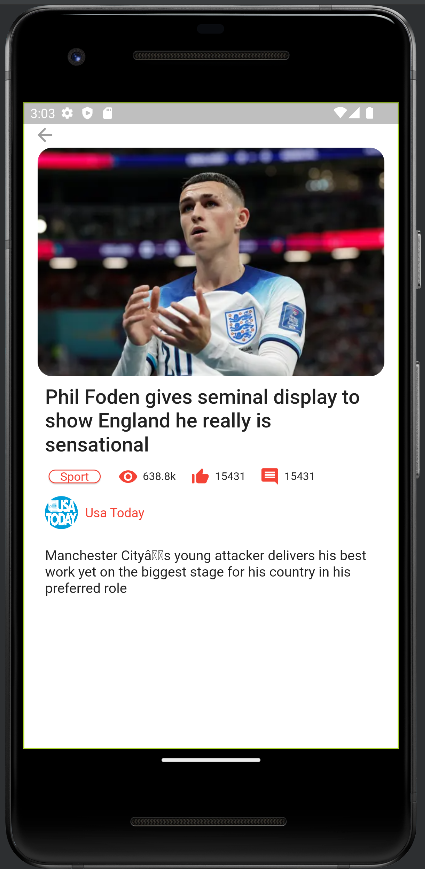 3:03
Phil Foden gives seminal display to
show England he really is
sensational
Sport 638.8k 15431 15431
USA
TODAY
Usa Today
Manchester Cityâs young attacker delivers his best
work yet on the biggest stage for his country in his
preferred role